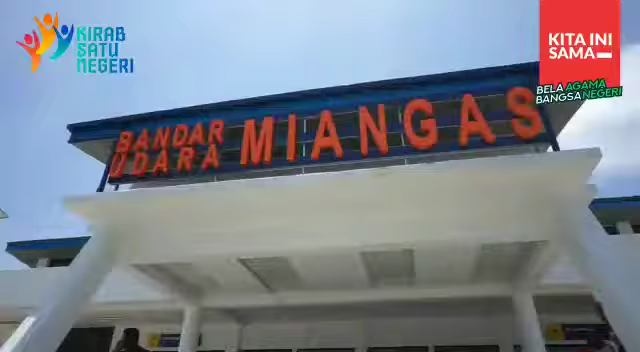 KIRAB
SATU
NEGERI
KITA INI
SAMA
BELA AGAMA
BANGSA NEGERI
BANDAR
UDARA
MIANGAS